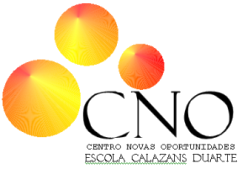 CNO
CENTRO NOVAS OPORTUNIDADES
ESCOLA CALAZANS DUARTE